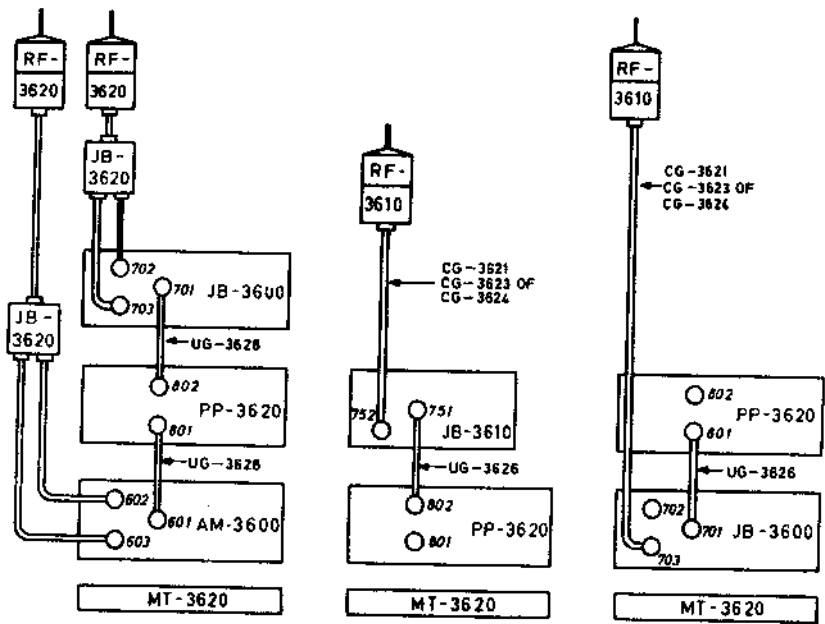 RF-
3620
RF-
3620
JB-
3620
702
701
JB-3600
703
JB-
3620
UG-3626
802
PP-3620
801
UG-3626
602
601
AM-3600
603
MT-3620
RF-
3610
CG-3621
CG-3623 OF
CG-3624
752
751
JB-3610
UG-3626
802
PP-3620
801
MT-3620
RF-
3610
CG-3621
CG-3623 OF
CG-3624
802
PP-3620
801
UG-3626
702
701
JB-3600
703
MT-3620